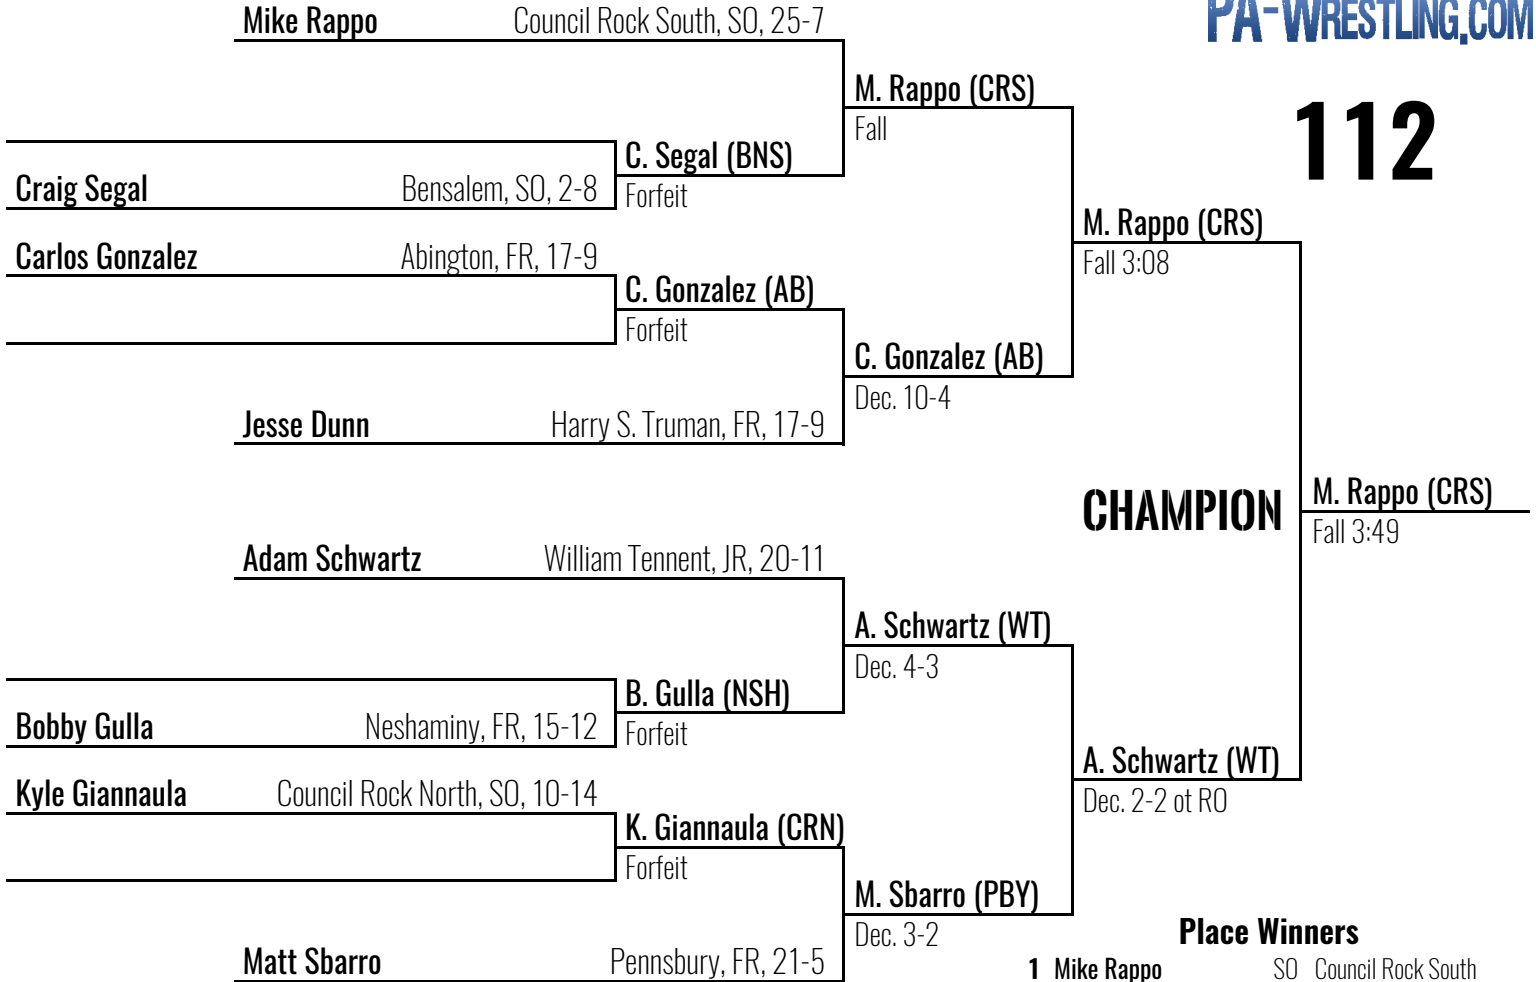 PA-WRESTLING.COM
112
Mike Rappo Council Rock South, SO, 25-7
M. Rappo (CRS)
Fall
C. Segal (BNS)
Forfeit
Craig Segal Bensalem, SO, 2-8
M. Rappo (CRS)
Fall 3:08
Carlos Gonzalez Abington, FR, 17-9
C. Gonzalez (AB)
Forfeit
C. Gonzalez (AB)
Dec. 10-4
Jesse Dunn Harry S. Truman, FR, 17-9
CHAMPION
M. Rappo (CRS)
Fall 3:49
Adam Schwartz William Tennent, JR, 20-11
A. Schwartz (WT)
Dec. 4-3
B. Gulla (NSH)
Forfeit
Bobby Gulla Neshaminy, FR, 15-12
A. Schwartz (WT)
Dec. 2-2 ot RO
Kyle Giannaula Council Rock North, SO, 10-14
K. Giannaula (CRN)
Forfeit
M. Sbarro (PBY)
Dec. 3-2
Matt Sbarro Pennsbury, FR, 21-5
Place Winners
1 Mike Rappo SO Council Rock South